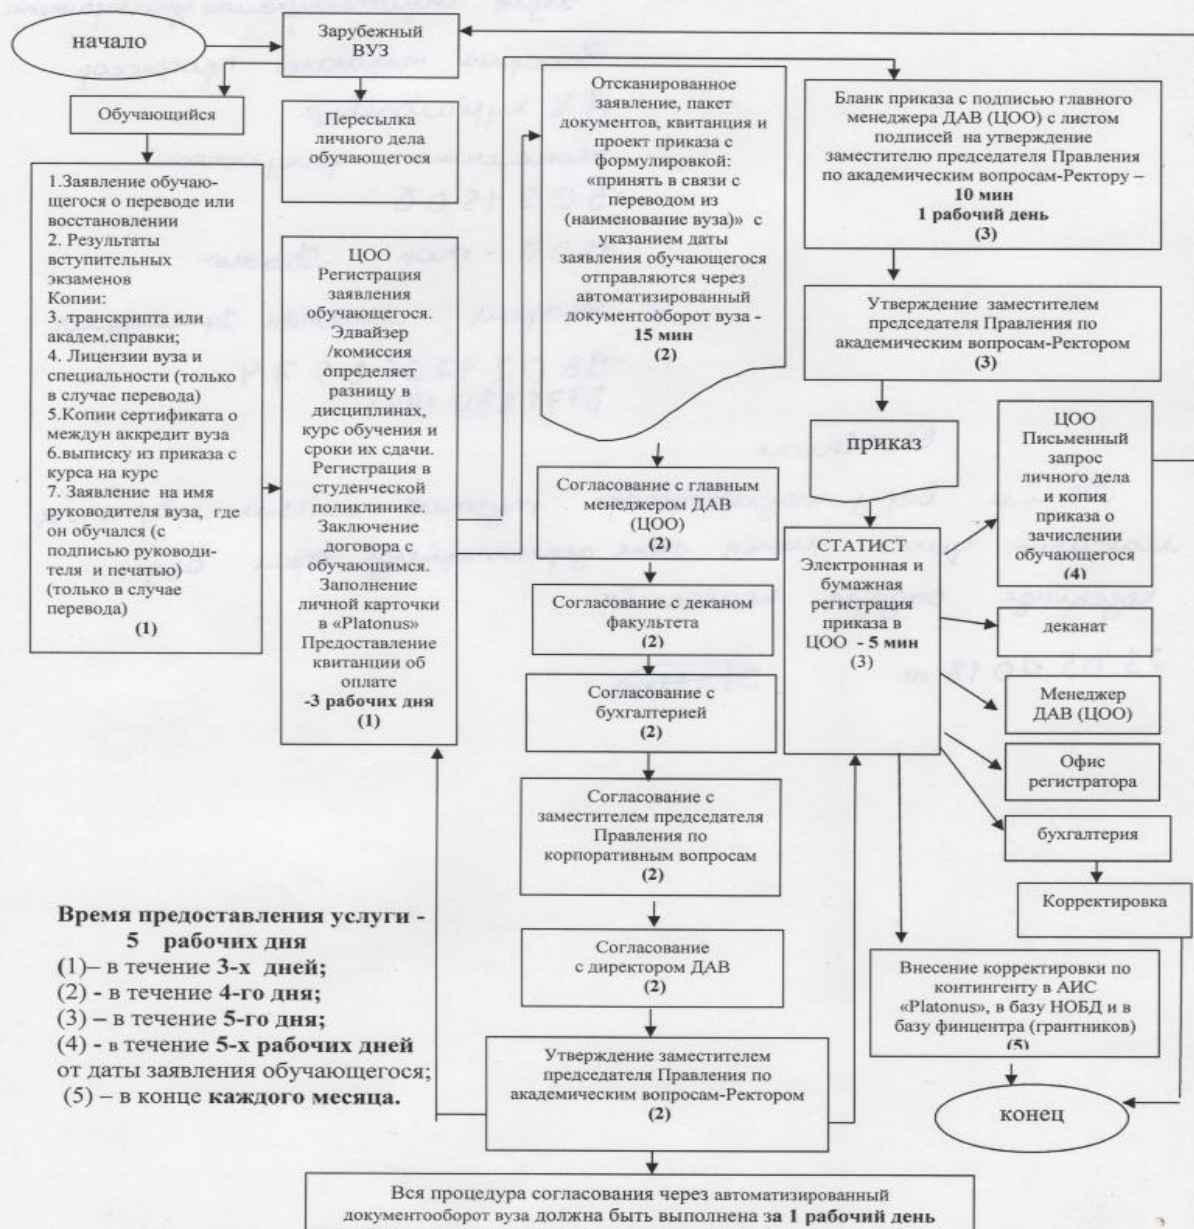 начало
Зарубежный
ВУЗ
Обучающийся
Пересылка
личного дела
обучающегося
1.Заявление обучаю-
щегося о переводе или
восстановлении
2. Результаты
вступительных
экзаменов
Копии:
3. транскрипта или
академ.справки;
4. Лицензии вуза и
специальности (только
в случае перевода)
5.Копии сертификата о
междун аккредит вуза
6.выписку из приказа с
курса на курс
7. Заявление на имя
руководителя вуза, где
он обучался (с
подписью руководи-
теля и печатью)
(только в случае
перевода)
(1)
ЦОО
Регистрация
заявления
обучающегося.
Эдвайзер
/комиссия
определяет
разницу в
дисциплинах,
курс обучения и
сроки их сдачи.
Регистрация в
студенческой
поликлинике.
Заключение
договора с
обучающимся.
Заполнение
личной карточки
в «Platonus»
Предоставление
квитанции об
оплате
-3 рабочих дня
(1)
Отсканированное
заявление, пакет
документов, квитанция и
проект приказа с
формулировкой:
«принять в связи с
переводом из
(наименование вуза)» с
указанием даты
заявления обучающегося
отправляются через
автоматизированный
документооборот вуза -
15 мин
(2)
Согласование с главным
менеджером ДАВ
(ЦОО)
(2)
Согласование с деканом
факультета
(2)
Согласование с
бухгалтерией
(2)
Согласование с
заместителем председателя
Правления по
корпоративным вопросам
(2)
Согласование
с директором ДАВ
(2)
Утверждение заместителем
председателя Правления по
академическим вопросам-Ректором
(2)
Вся процедура согласования через автоматизированный
документооборот вуза должна быть выполнена за 1 рабочий день
Бланк приказа с подписью главного
менеджера ДАВ (ЦОО) с листом
подписей на утверждение
заместителю председателя Правления
по академическим вопросам-Ректору –
10 мин
1 рабочий день
(3)
Утверждение заместителем
председателя Правления по
академическим вопросам-Ректором
(3)
приказ
СТАТИСТ
Электронная и
бумажная
регистрация
приказа в
ЦОО - 5 мин
(3)
ЦОО
Письменный
запрос
личного дела
и копия
приказа о
зачислении
обучающегося
(4)
деканат
Менеджер
ДАВ (ЦОО)
Офис
регистратора
бухгалтерия
Корректировка
Внесение корректировки по
контингенту в АИС
«Platonus», в базу НОБД и в
базу финцентра (грантников)
(5)
конец
Время предоставления услуги -
5 рабочих дня
(1)– в течение 3-х дней;
(2) - в течение 4-го дня;
(3) – в течение 5-го дня;
(4) - в течение 5-х рабочих дней
от даты заявления обучающегося;
(5) – в конце каждого месяца.